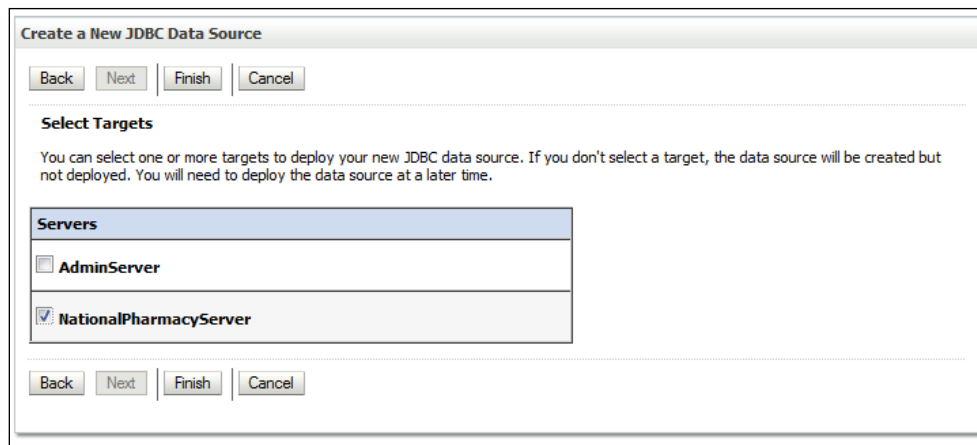 Create a New JDBC Data Source
Back Next Finish Cancel
Select Targets
You can select one or more targets to deploy your new JDBC data source. If you don't select a target, the data source will be created but
not deployed. You will need to deploy the data source at a later time.
Servers
AdminServer
NationalPharmacyServer
Back Next Finish Cancel